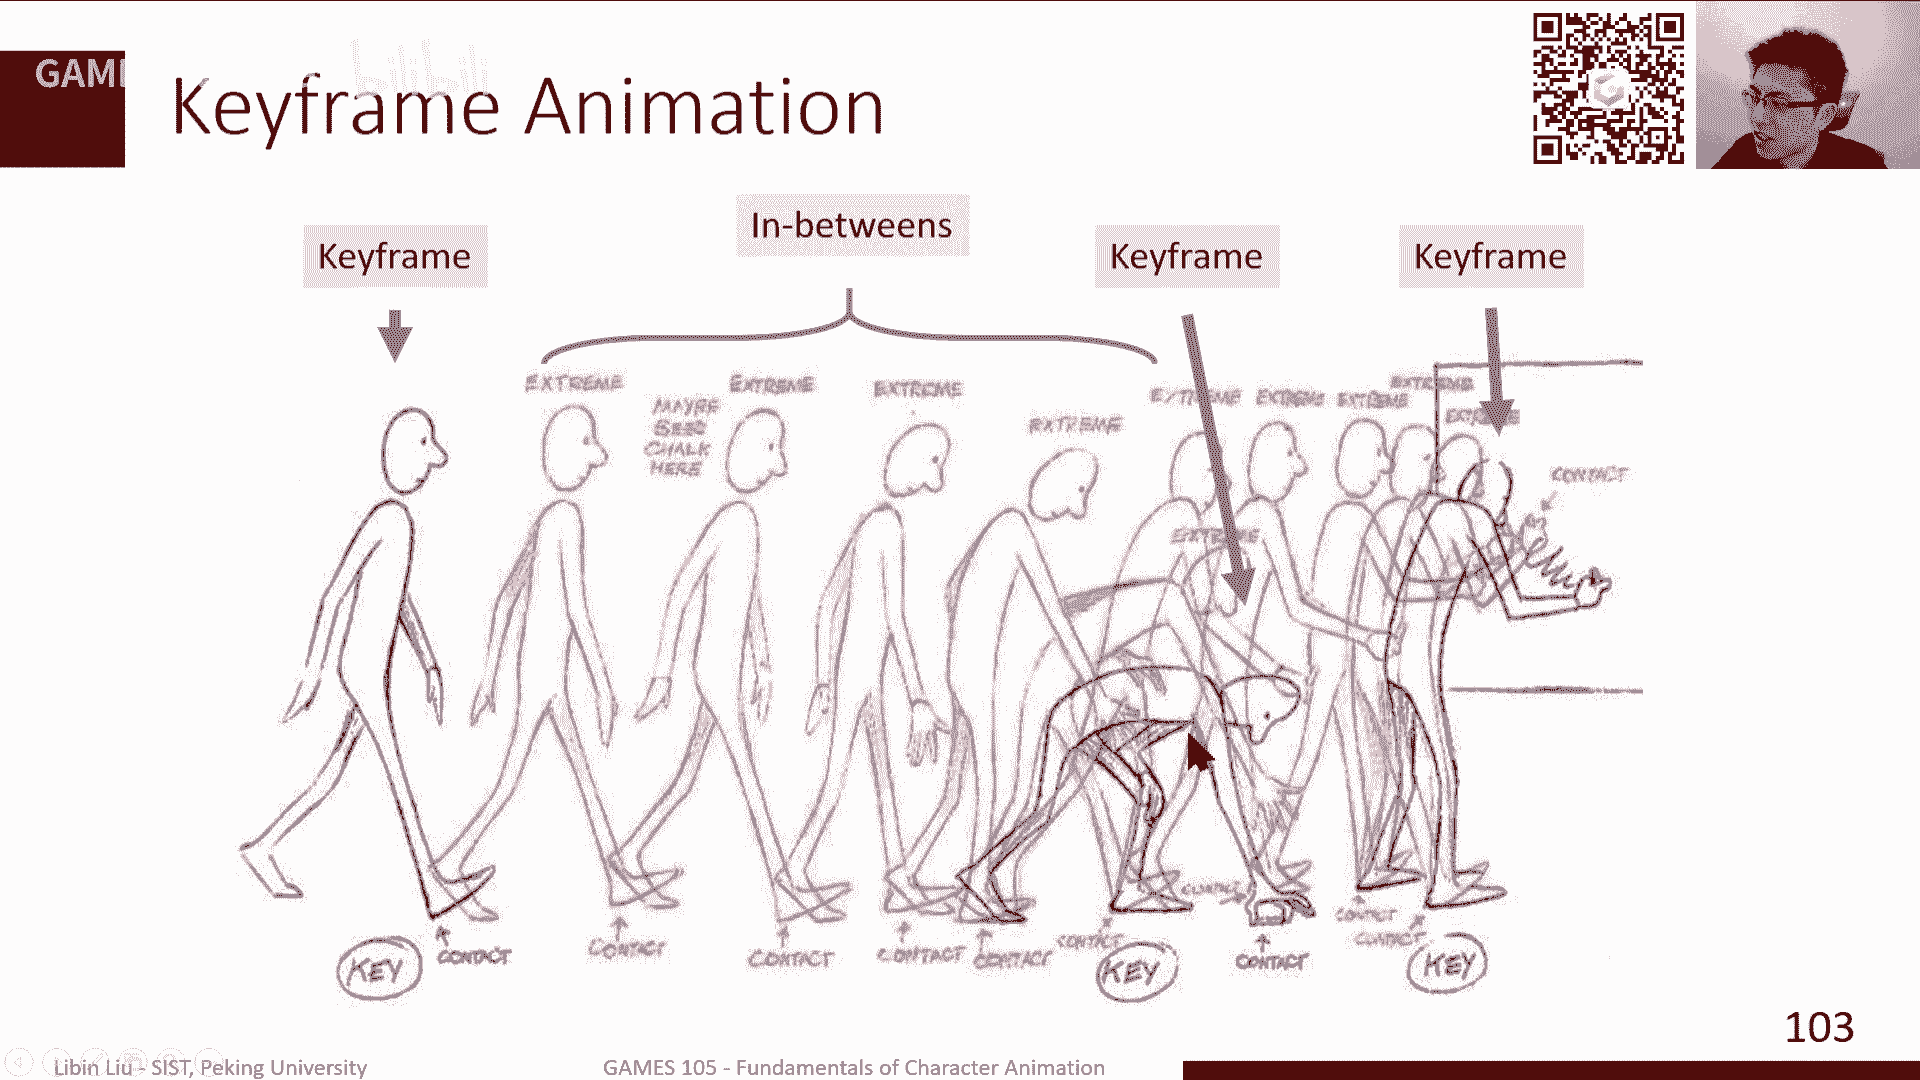 GAMI
bilibili
Keyframe Animation
Keyframe
In-betweens
Keyframe
Keyframe
EXTREME
MAYBE
SEES
CHALK
HERE
EXTREME
EXTREME
EXTREME
EXTREME
EXTREME
EXTREME
EXTREME
EXTREME
EXTREME
CONTACT
KEY
CONTACT
CONTACT
CONTACT
CONTACT
CONTACT
CONTACT
KEY
CONTACT
CONTACT
CONTACT
CONTACT
KEY
103
Libin Liu - SIST, Peking University
GAMES 105 - Fundamentals of Character Animation